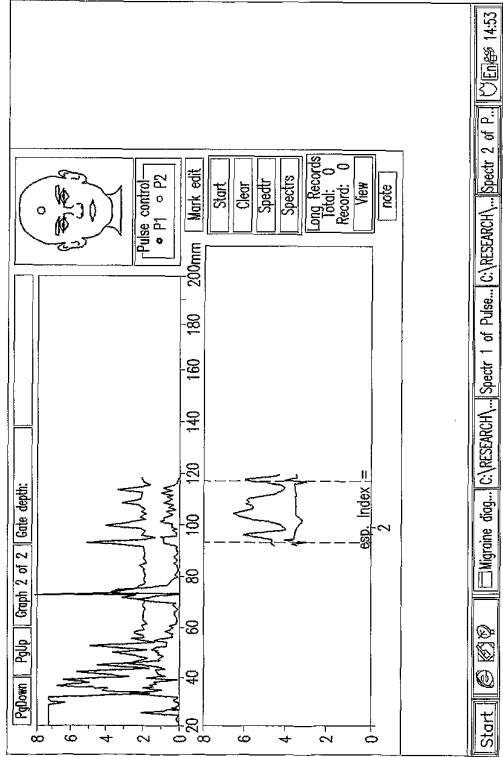 PgDown PgUp Graph 2 of 2 Gate depth:
8
6
4
2
0
20 40 60 80 100 120 140 160 180 200mm
8
6
4
2
0
esp. Index =
2
Pulse control
P1 P2
Mark edit
Start
Clear
Spedtr
Spectrs
Long Records
Total: 0
Record: 0
View
note
Start Migraine diag... C:\RESEARCH\... Spectr 1 of Pulse... C:\RESEARCH\... Spectr 2 of P... En 14:53